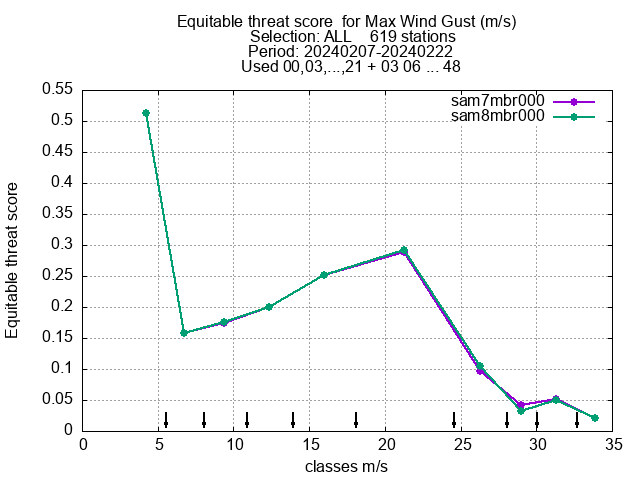 Equitable threat score  for Max Wind Gust (m/s)
Selection: ALL    619 stations
Period: 20240207-20240222
Used 00,03,...,21 + 03 06 ... 48
sam7mbr000
sam8mbr000
0.55
0.5
0.45
0.4
0.35
0.3
0.25
0.2
0.15
0.1
0.05
0
Equitable threat score
0 5 10 15 20 25 30 35
classes m/s